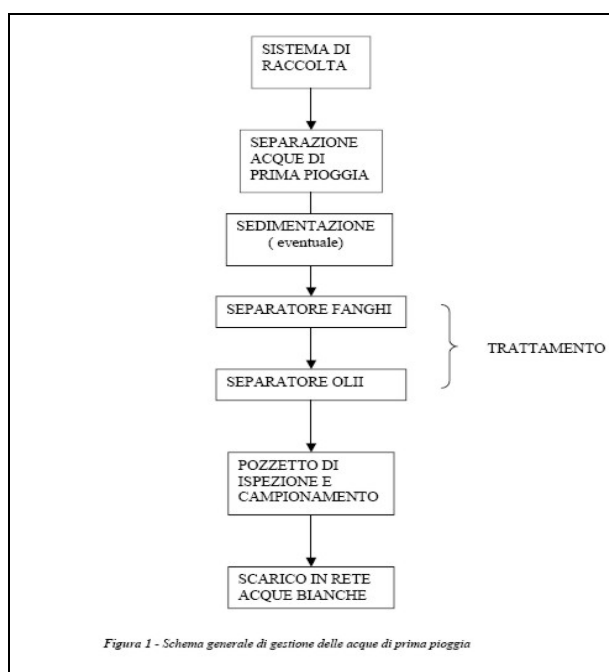 SISTEMA DI
RACCOLTA
SEPARAZIONE
ACQUE DI
PRIMA PIOGGIA
SEDIMENTAZIONE
( eventuale)
SEPARATORE FANGHI
SEPARATORE OLII
TRATTAMENTO
POZZETTO DI
ISPEZIONE E
CAMPIONAMENTO
SCARICO IN RETE
ACQUE BIANCHE
Figura 1 - Schema generale di gestione delle acque di prima pioggia